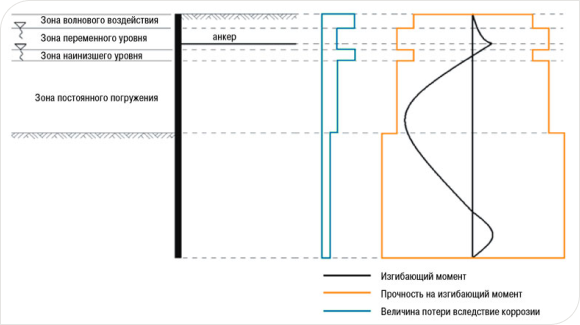 Зона волнового воздействия
Зона переменного уровня
анкер
Зона наинизшего уровня
Зона постоянного погружения
Изгибающий момент
Прочность на изгибающий момент
Величина потери вследствие коррозии